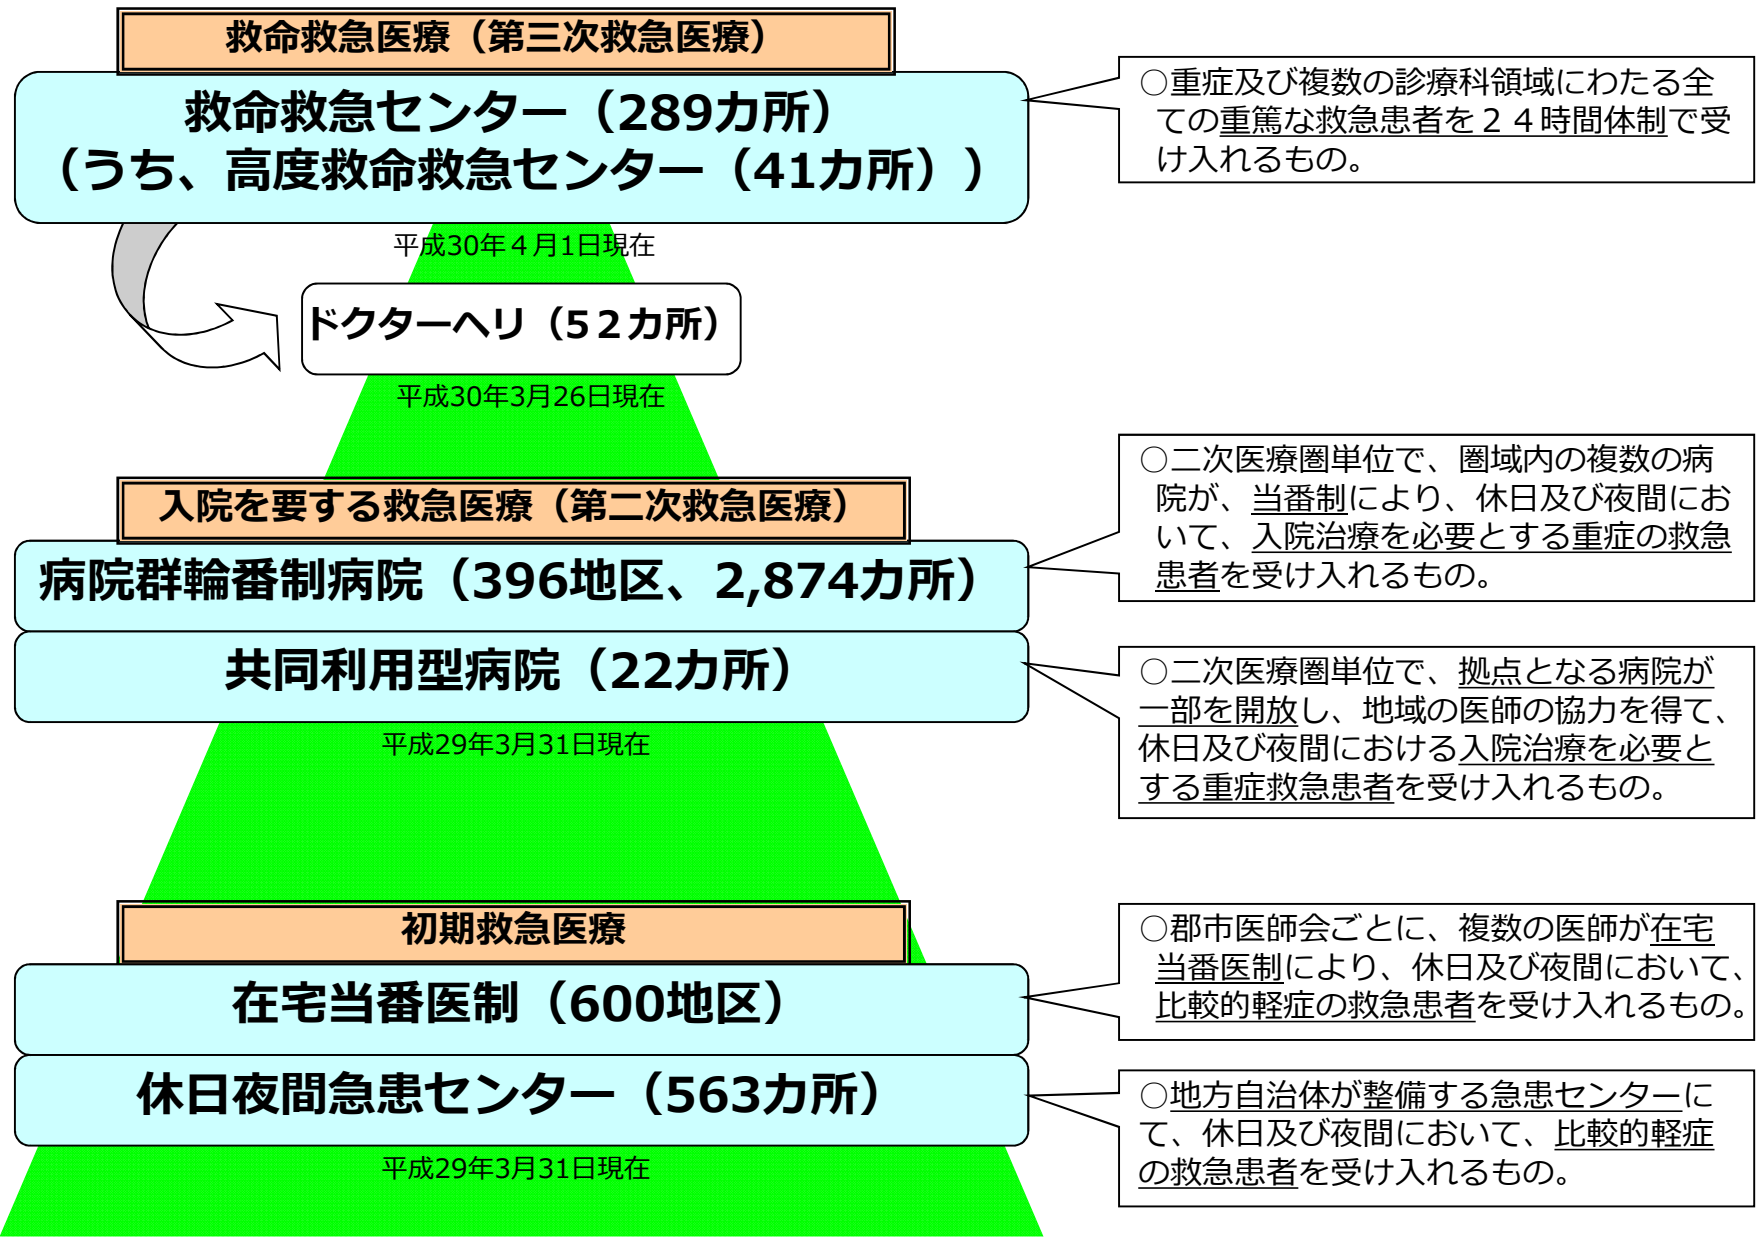 救命救急医療（第三次救急医療）
救命救急センター（289カ所）
（うち、高度救命救急センター（41カ所））
平成30年４月1日現在
○重症及び複数の診療科領域にわたる全
ての重篤な救急患者を２４時間体制で受
け入れるもの。
ドクターヘリ（5２カ所）
平成30年3月26日現在
入院を要する救急医療（第二次救急医療）
病院群輪番制病院（396地区、2,874カ所）
○二次医療圏単位で、圏域内の複数の病
院が、当番制により、休日及び夜間にお
いて、入院治療を必要とする重症の救急
患者を受け入れるもの。
共同利用型病院（22カ所）
平成29年3月31日現在
○二次医療圏単位で、拠点となる病院が
一部を開放し、地域の医師の協力を得て、
休日及び夜間における入院治療を必要と
する重症救急患者を受け入れるもの。
初期救急医療
在宅当番医制（600地区）
○郡市医師会ごとに、複数の医師が在宅
当番医制により、休日及び夜間において、
比較的軽症の救急患者を受け入れるもの。
休日夜間急患センター（563カ所）
平成29年3月31日現在
○地方自治体が整備する急患センターに
て、休日及び夜間において、比較的軽症
の救急患者を受け入れるもの。